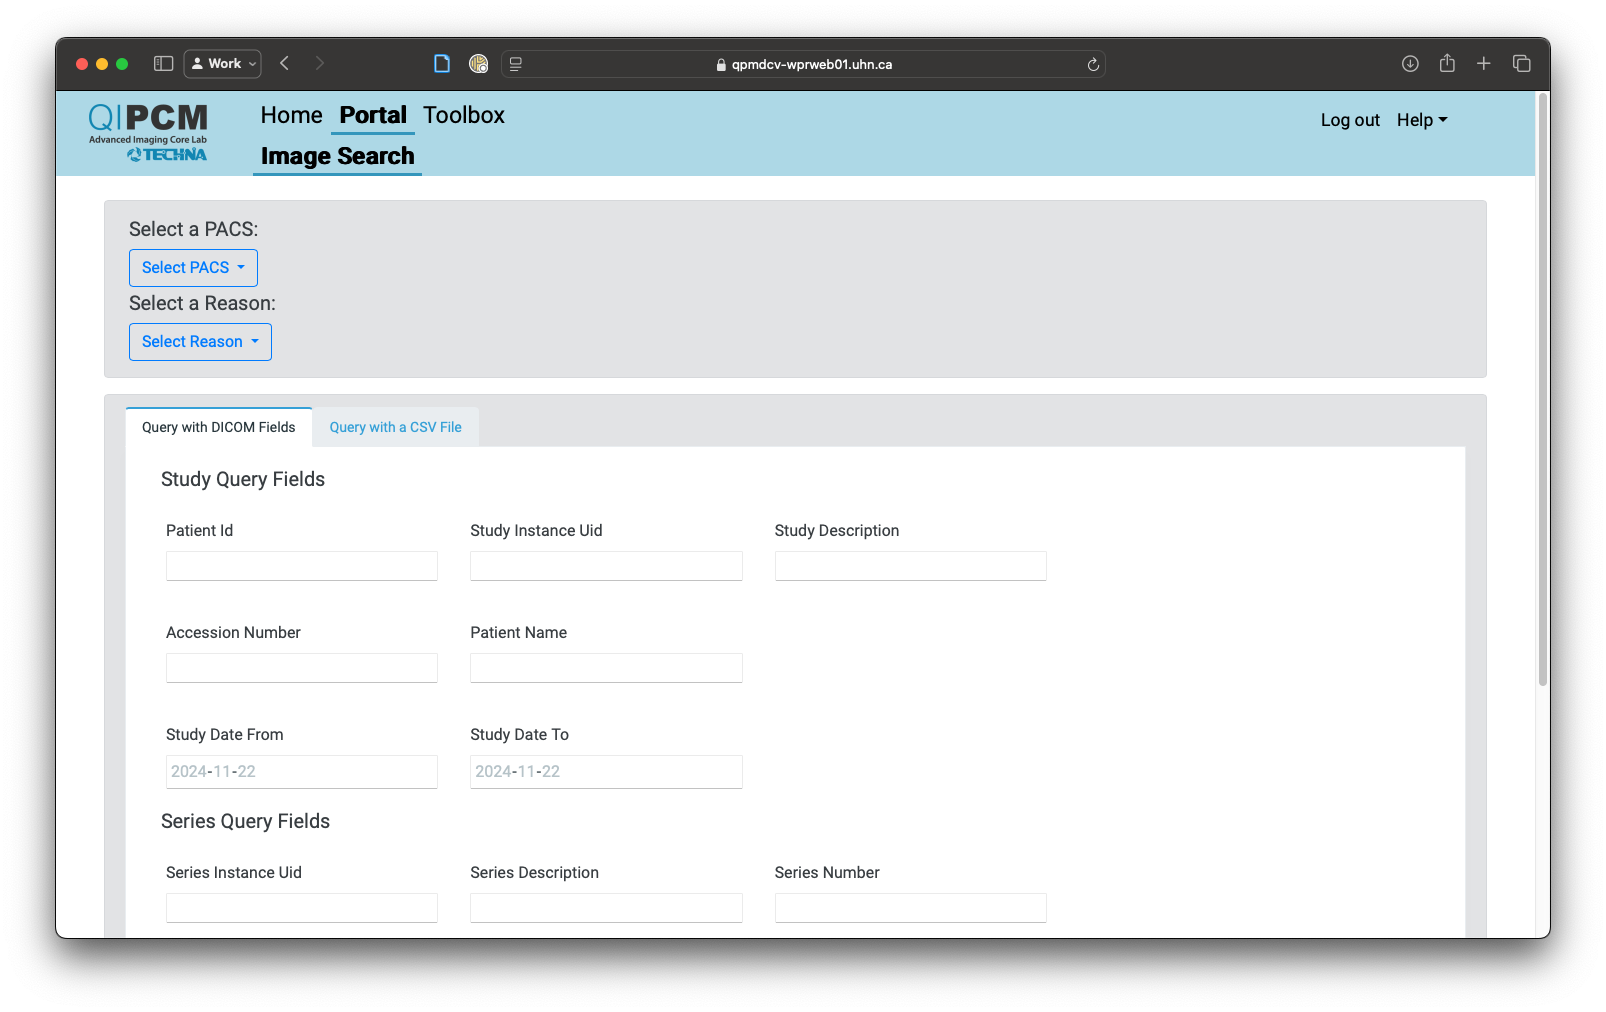 Work
qpmdcv-wprweb01.uhn.ca
QIPCM
Advanced Imaging Core Lab
TECHNA
Home Portal Toolbox
Image Search
Log out Help
Select a PACS:
Select PACS
Select a Reason:
Select Reason
Query with DICOM Fields Query with a CSV File
Study Query Fields
Patient Id Study Instance Uid Study Description
Accession Number Patient Name
Study Date From Study Date To
2024-11-22 2024-11-22
Series Query Fields
Series Instance Uid Series Description Series Number